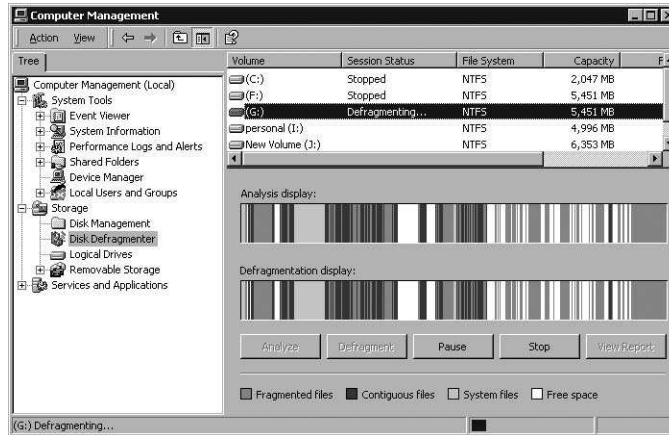 Computer Management
Action View
Tree
Computer Management (Local)
System Tools
Event Viewer
System Information
Performance Logs and Alerts
Shared Folders
Device Manager
Local Users and Groups
Storage
Disk Management
Disk Defragmenter
Logical Drives
Removable Storage
Services and Applications
Volume Session Status File System Capacity F
(C:) Stopped NTFS 2,047 MB
(F:) Stopped NTFS 5,451 MB
(G:) Defragmenting... NTFS 5,451 MB
personal (I:) NTFS 4,996 MB
New Volume (J:) NTFS 6,353 MB
Analysis display:
Defragmentation display:
Analyze Defragment Pause Stop View Report
Fragmented files Contiguous files System files Free space
(G:) Defragmenting...